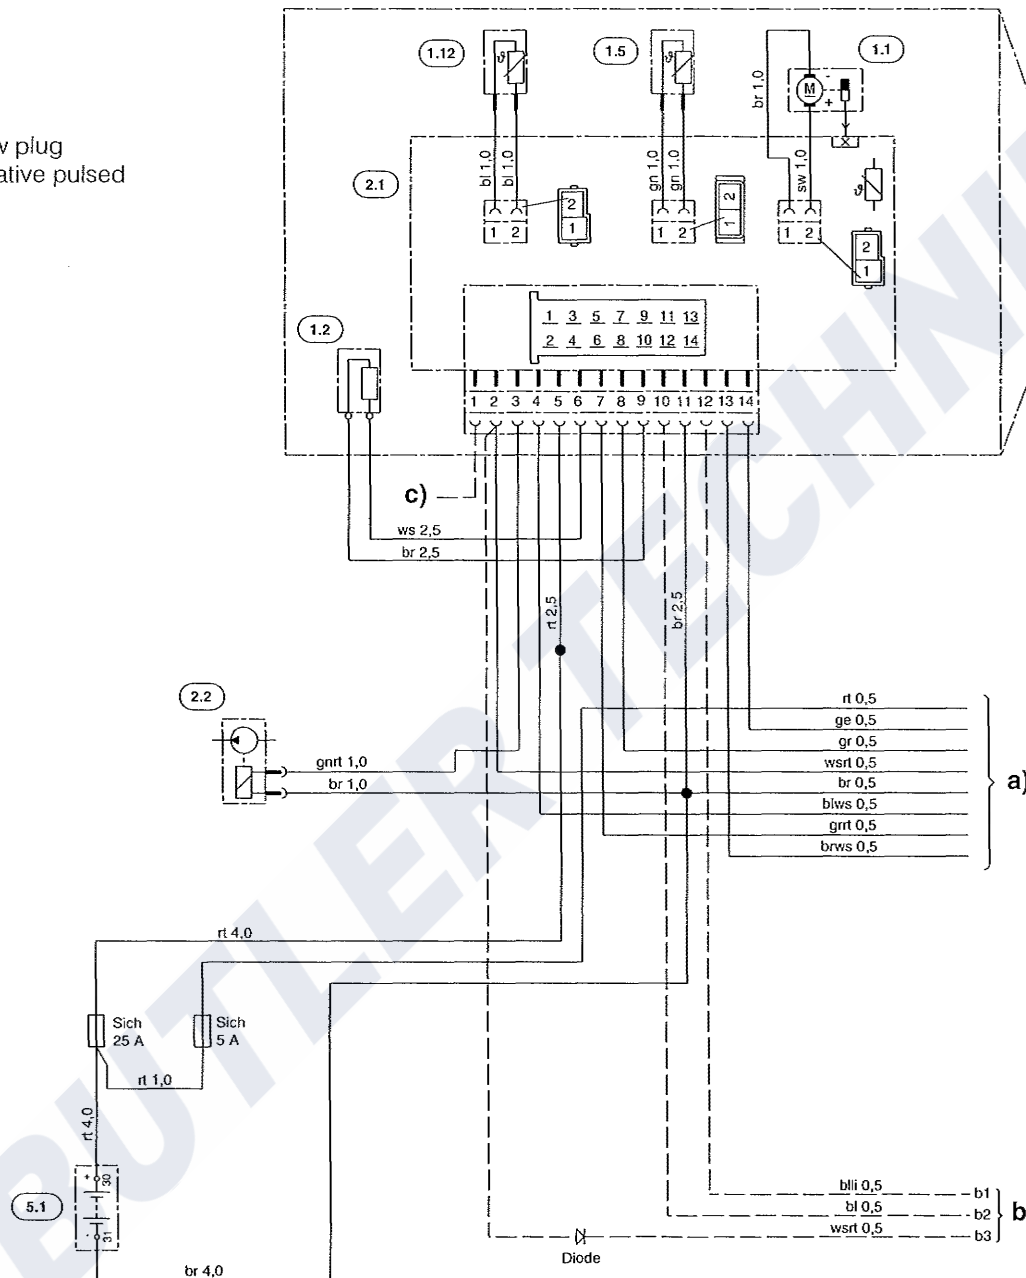 w plug
ative pulsed
1.12
1.5
1.1
ϑ
ϑ
M
-
+
br 1,0
bl 1,0
bl 1,0
gn 1,0
gn 1,0
sw 1,0
2.1
ϑ
1 2
2
1
1 2
2
1
1 2
2
1
1 3 5 7 9 11 13
2 4 6 8 10 12 14
1.2
1 2 3 4 5 6 7 8 9 10 11 12 13 14
c)
ws 2,5
br 2,5
rt 2,5
br 2,5
2.2
gnrt 1,0
br 1,0
rt 0,5
ge 0,5
gr 0,5
wsrt 0,5
br 0,5
blws 0,5
grrt 0,5
brws 0,5
a)
rt 4,0
Sich
25 A
Sich
5 A
rt 1,0
rt 4,0
5.1
+
30
-
31
br 4,0
Diode
blli 0,5
b1
bl 0,5
b2
wsrt 0,5
b3
b
BUTLER TECHNI